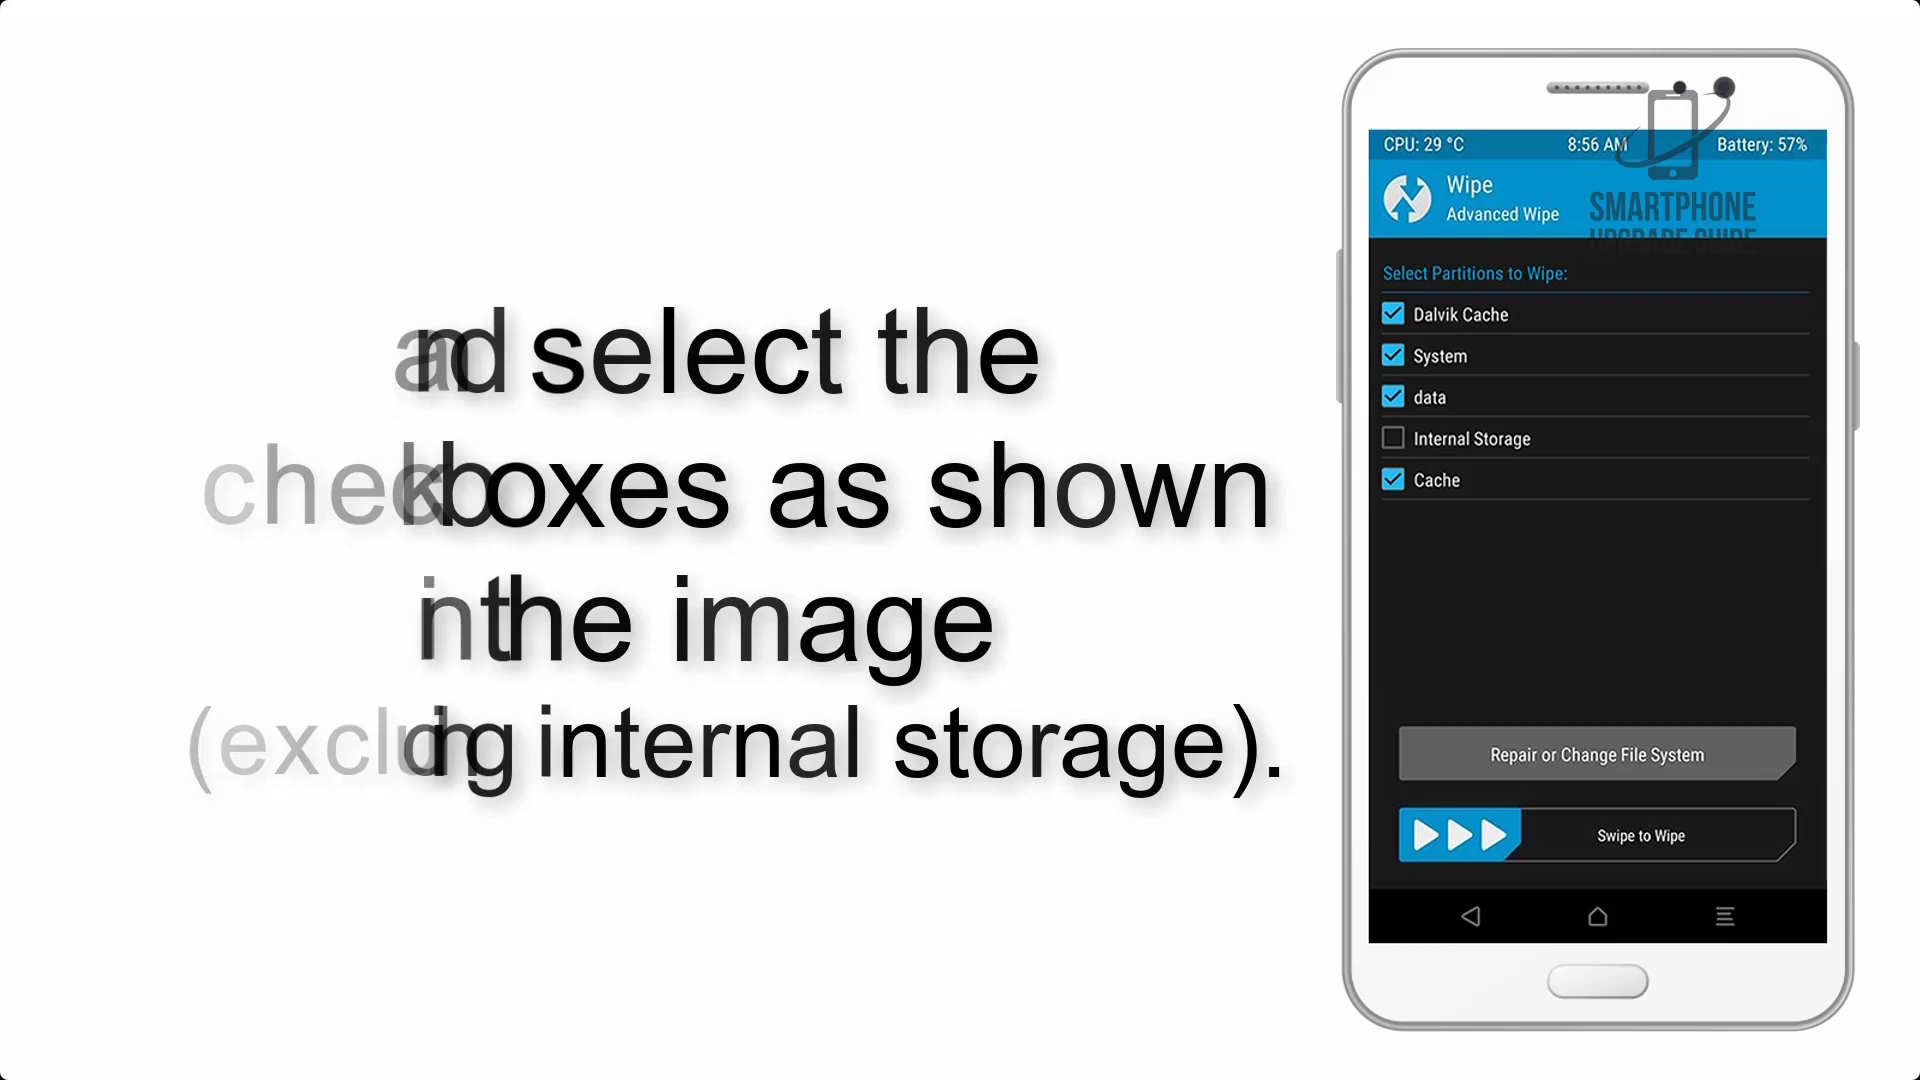 and select the
checkboxes as shown
in the image
(excluding internal storage).
CPU: 29 °C 8:56 AM Battery: 57%
Wipe
Advanced Wipe
SMARTPHONE
UPGRADE GUIDE
Select Partitions to Wipe:
Dalvik Cache
System
data
Internal Storage
Cache
Repair or Change File System
Swipe to Wipe